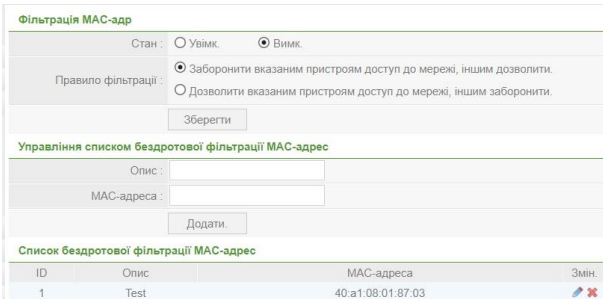 Фільтрація MAC-адр
Стан : Увімк. Вимк.
Правило фільтрації : Заборонити вказаним пристроям доступ до мережі, іншим дозволити.
Дозволити вказаним пристроям доступ до мережі, іншим заборонити.
Зберегти
Управління списком бездротової фільтрації MAC-адрес
Опис :
MAC-адреса :
Додати.
Список бездротової фільтрації MAC-адрес
ID Опис MAC-адреса Змін.
1 Test 40:a1:08:01:87:03